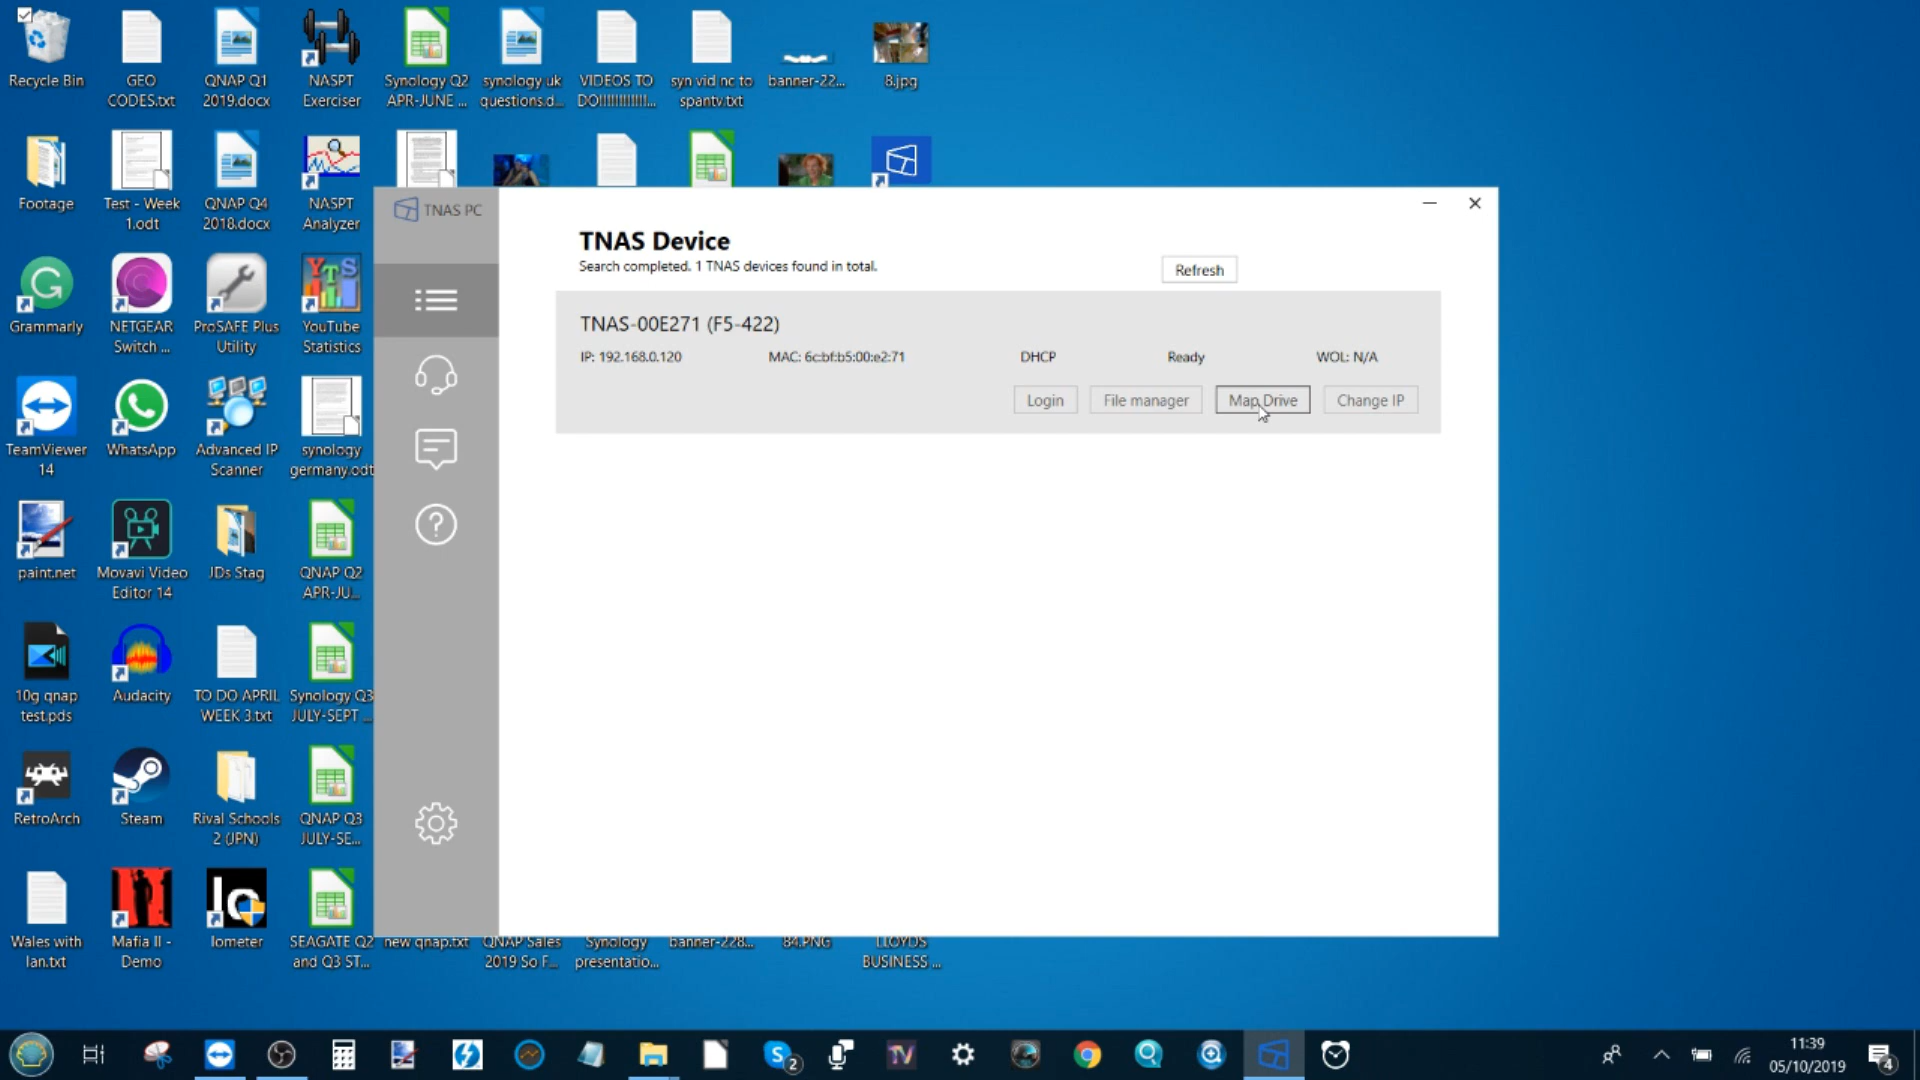 Recycle Bin
GEO
CODES.txt
QNAP Q1
2019.docx
NASPT
Exerciser
Synology Q2
APR-JUNE ...
synology uk
questions.d...
VIDEOS TO
DO!!!!!!!!!!!!!...
syn vid nc to
spantv.txt
banner-22...
8.jpg
Footage
Test - Week
1.odt
QNAP Q4
2018.docx
NASPT
Analyzer
TNAS PC
TNAS Device
Search completed. 1 TNAS devices found in total.
Refresh
TNAS-00E271 (F5-422)
IP: 192.168.0.120
MAC: 6c:bf:b5:00:e2:71
DHCP
Ready
WOL: N/A
Login
File manager
Map Drive
Change IP
Grammarly
NETGEAR
Switch ...
ProSAFE Plus
Utility
YTS
YouTube
Statistics
TeamViewer
14
WhatsApp
Advanced IP
Scanner
synology
germany.odt
paint.net
Movavi Video
Editor 14
JDs Stag
QNAP Q2
APR-JU...
10g qnap
test.pds
Audacity
TO DO APRIL
WEEK 3.txt
Synology Q3
JULY-SEPT ...
RetroArch
Steam
Rival Schools
2 (JPN)
QNAP Q3
JULY-SE...
Wales with
Ian.txt
Mafia II -
Demo
Io
Iometer
SEAGATE Q2
and Q3 ST...
new qnap.txt
QNAP Sales
2019 So F...
Synology
presentatio...
banner-228...
84.PNG
LLOYDS
BUSINESS ...
2
TV
11:39
05/10/2019
4